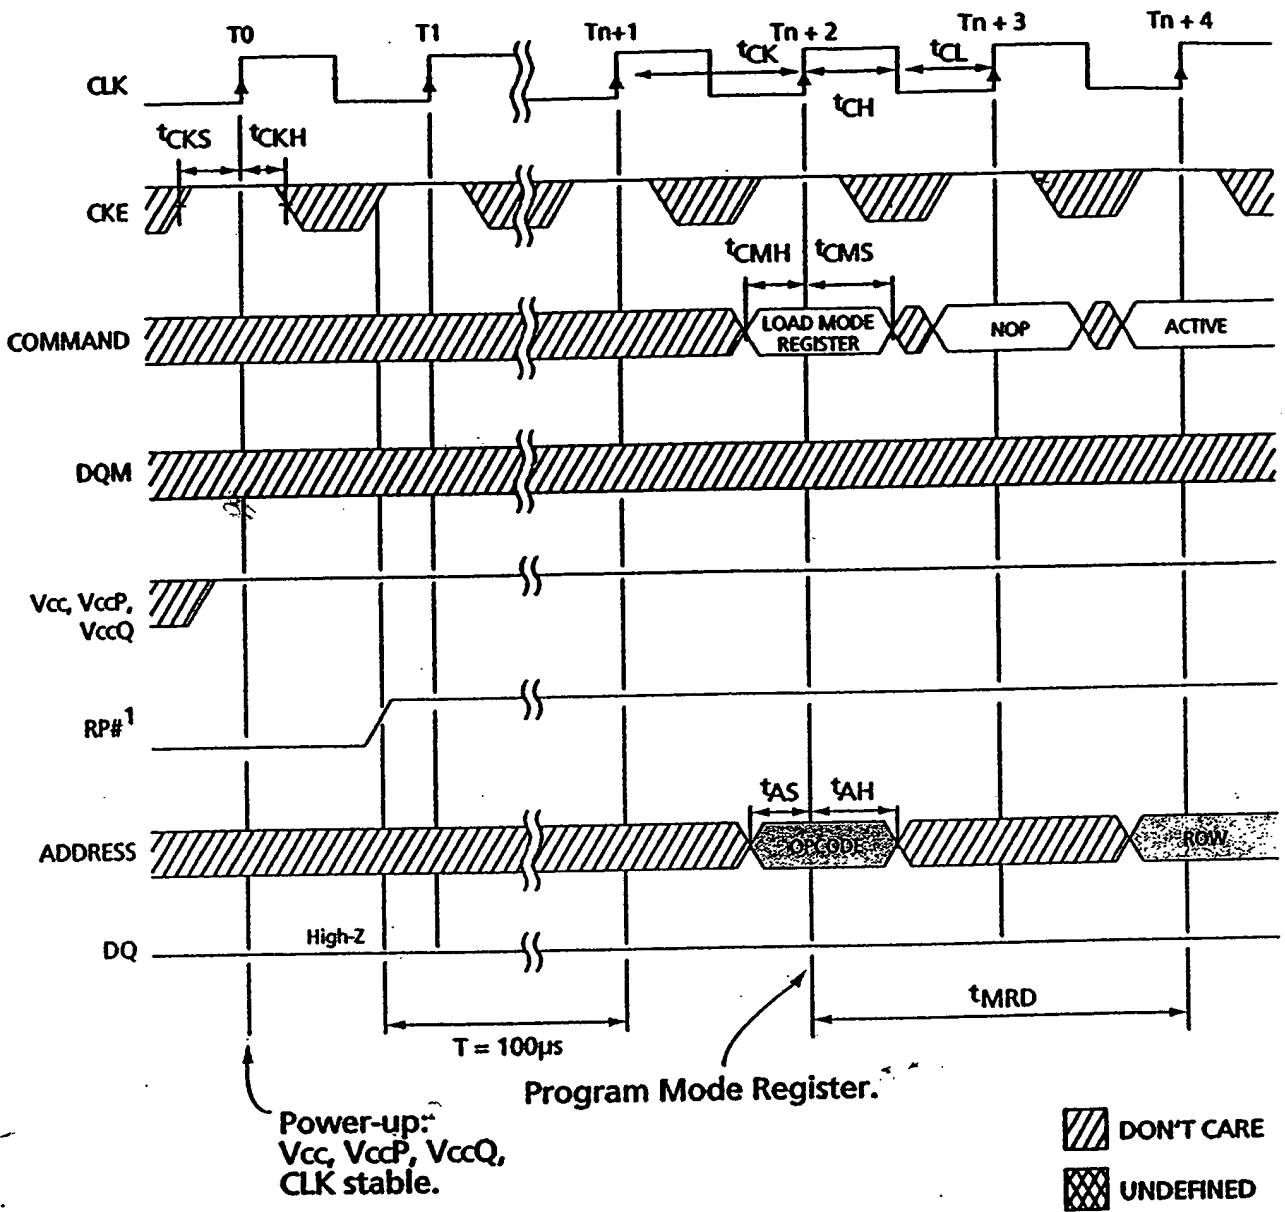 T0 T1 Tn+1 Tn + 2 Tn + 3 Tn + 4
tCK tCL
CLK
tCH
tCKS tCKH
CKE
tCMH tCMS
COMMAND
LOAD MODE
REGISTER
NOP
ACTIVE
DQM
Vcc, VccP,
VccQ
RP#1
tAS tAH
ADDRESS
OPCODE
ROW
High-Z
DQ
tMRD
T = 100µs
Program Mode Register.
Power-up:
Vcc, VccP, VccQ,
CLK stable.
DON'T CARE
UNDEFINED